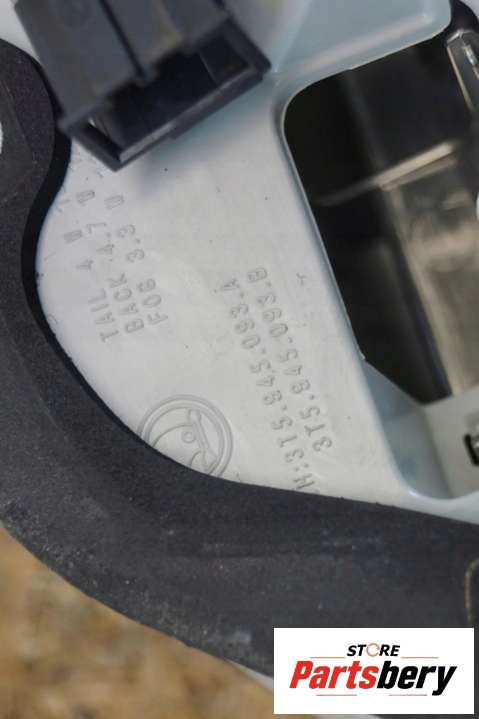 TAIL 4 W
BACK 4.7 W
FOG 3.3 W
H:3T5.945.093.A
3T5.945.093.B
STORE
Partsbery